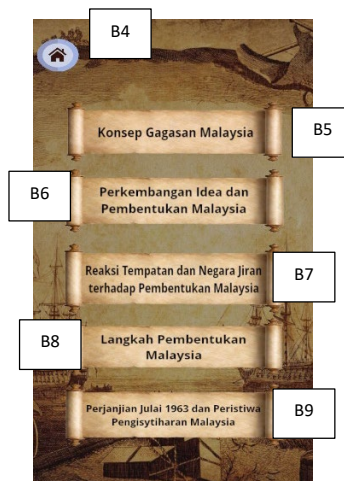 B4
Konsep Gagasan Malaysia
B5
B6
Perkembangan Idea dan
Pembentukan Malaysia
Reaksi Tempatan dan Negara Jiran
terhadap Pembentukan Malaysia
B7
B8
Langkah Pembentukan
Malaysia
Perjanjian Julai 1963 dan Peristiwa
Pengisytiharan Malaysia
B9